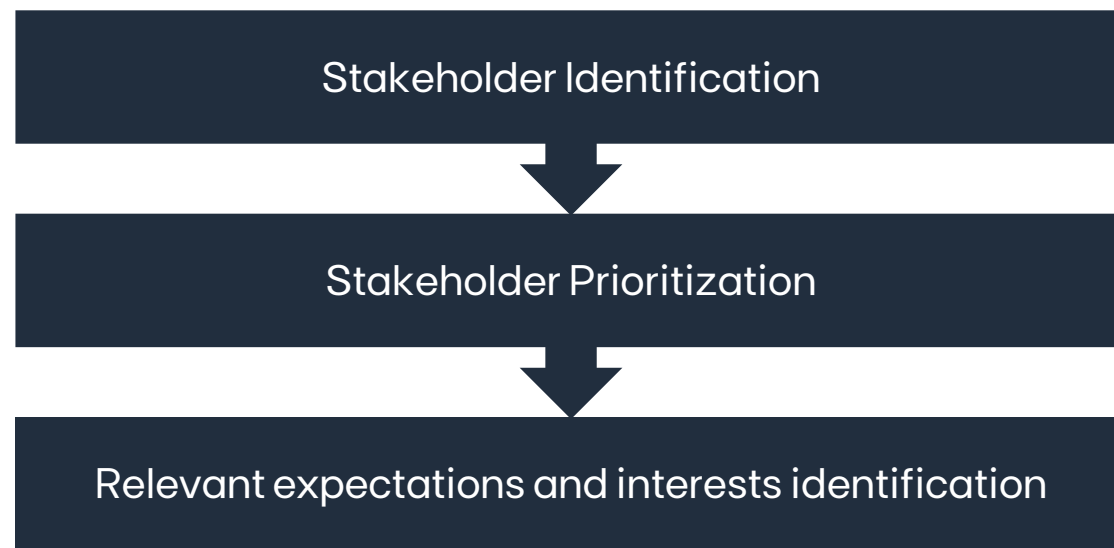 Stakeholder Identification
Stakeholder Prioritization
Relevant expectations and interests identification